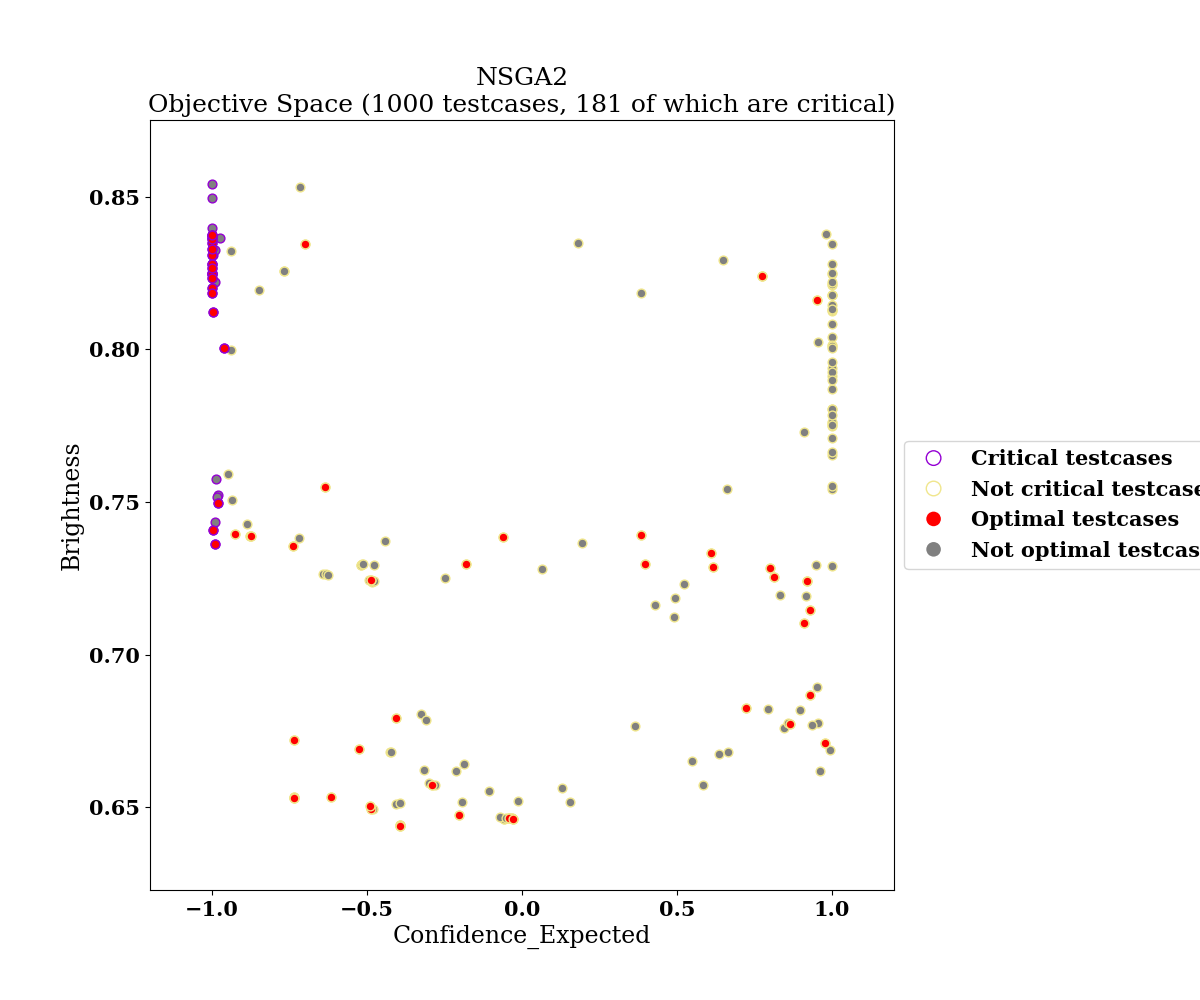 NSGA2
Objective Space (1000 testcases, 181 of which are critical)
0.85
0.80
0.75
0.70
0.65
Brightness
−1.0
−0.5
0.0
0.5
1.0
Confidence_Expected
Critical testcases
Not critical testcase
Optimal testcases
Not optimal testcas